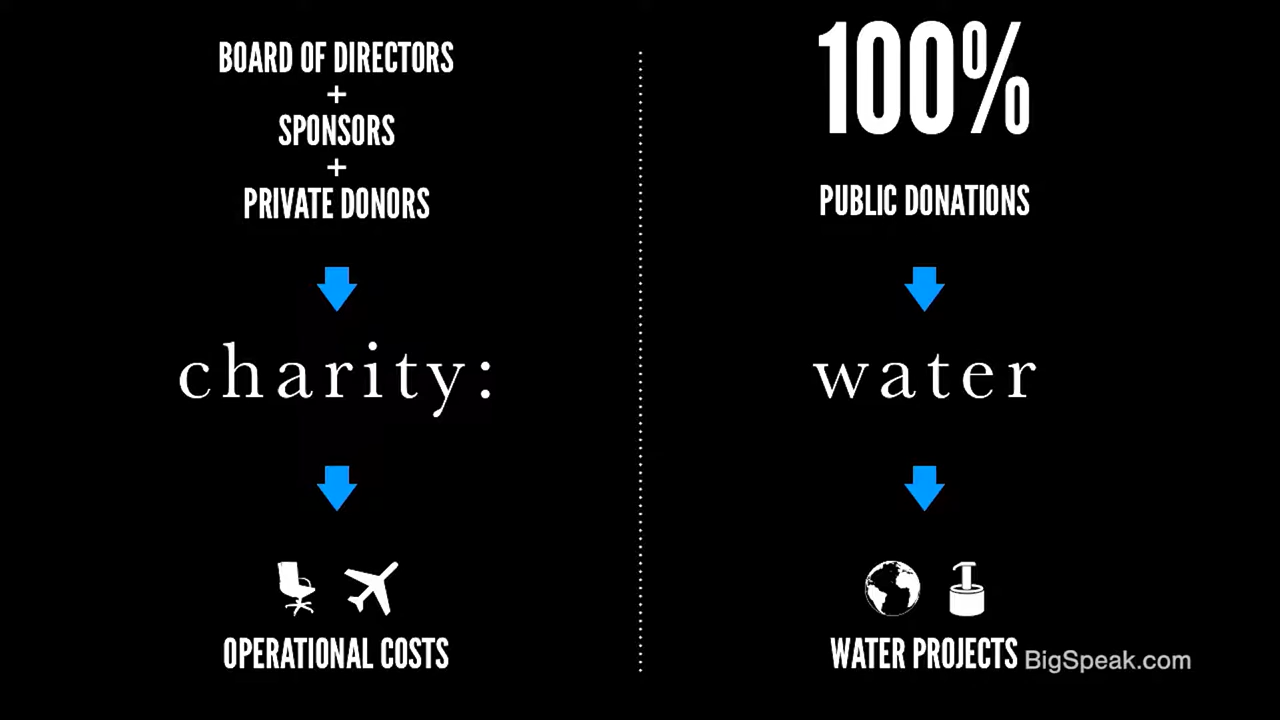 BOARD OF DIRECTORS
+
SPONSORS
+
PRIVATE DONORS
charity:
OPERATIONAL COSTS
100%
PUBLIC DONATIONS
water
WATER PROJECTS
BigSpeak.com